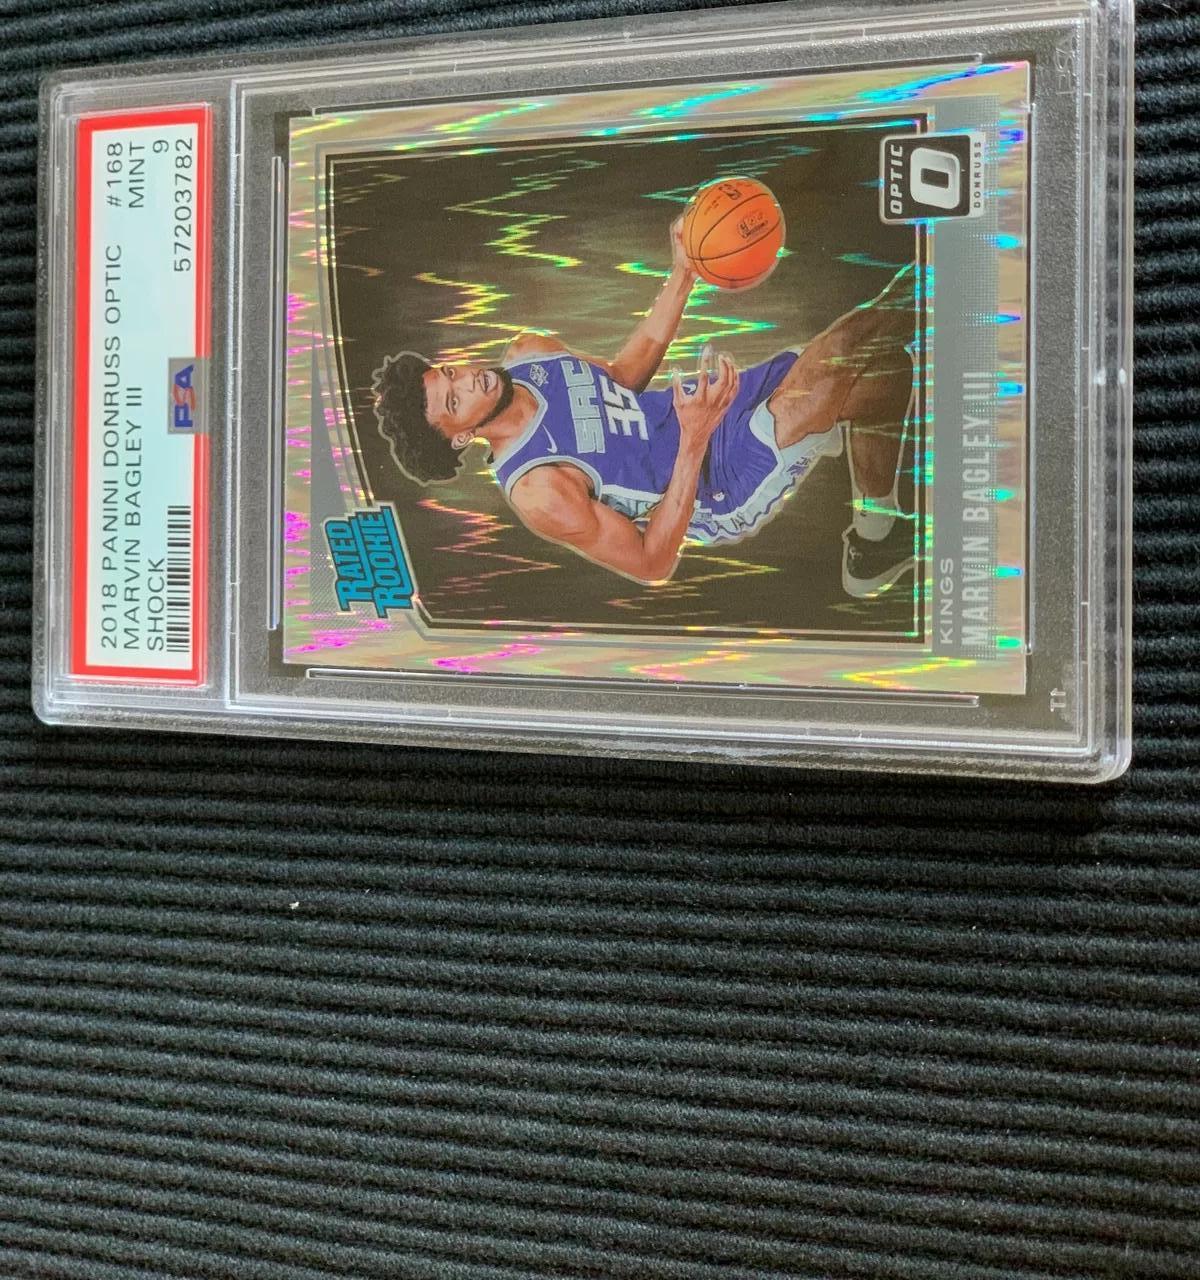 2018 PANINI DONRUSS OPTIC #168
MARVIN BAGLEY III MINT
SHOCK 9
57203782
PSA
RATED
ROOKIE
SAC
35
KINGS
MARVIN BAGLEY III
OPTIC
DONRUSS